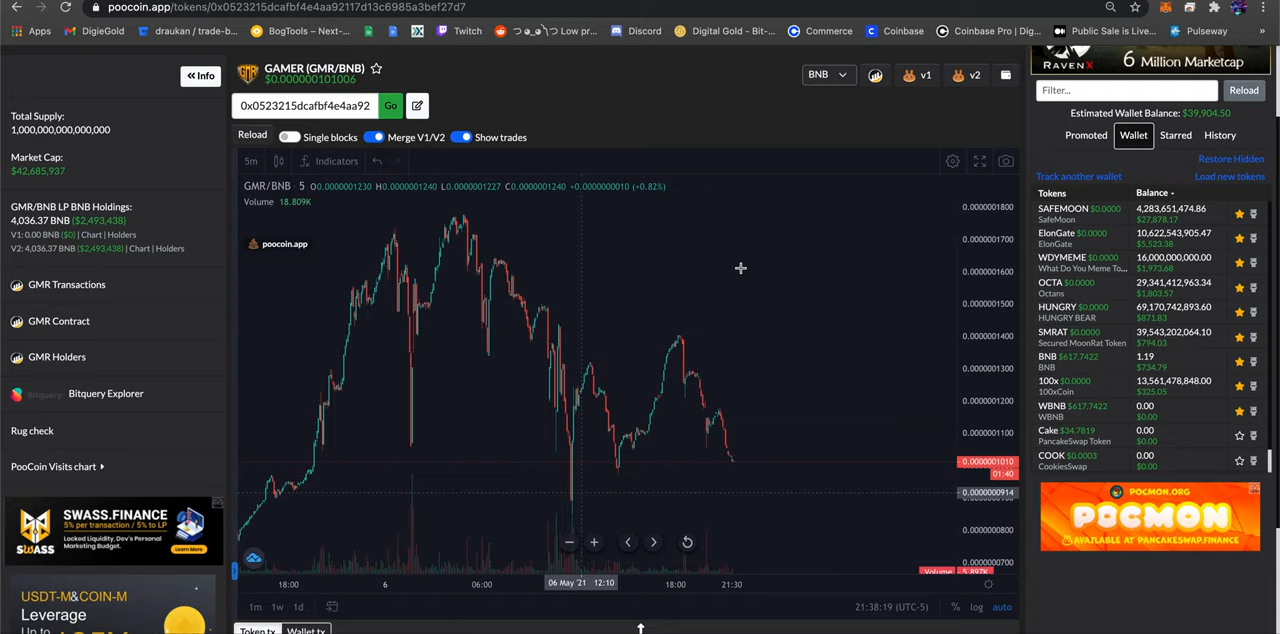 poocoin.app/tokens/0x0523215dcafbf4e4aa92117d13c6985a3bef27d7
Apps
DigieGold
draukan / trade-b...
BogTools – Next-...
Twitch
Low pr...
Discord
Digital Gold - Bit-...
Commerce
Coinbase
Coinbase Pro | Dig...
Public Sale is Live...
Pulseway
»
Info
Total Supply:
1,000,000,000,000,000
Market Cap:
$42,685,937
GMR/BNB LP BNB Holdings:
4,036.37 BNB ($2,493,438)
V1: 0.00 BNB ($0) | Chart | Holders
V2: 4,036.37 BNB ($2,493,438) | Chart | Holders
GMR Transactions
GMR Contract
GMR Holders
Bitquery Bitquery Explorer
Rug check
PooCoin Visits chart
SWASS.FINANCE
5% per transaction / 5% to LP
Locked Liquidity, Dev's Personal
Marketing Budget.
Learn More
SWASS
USDT-M&COIN-M
Leverage
GAMER (GMR/BNB)
$0.000000101006
BNB
v1
v2
0x0523215dcafbf4e4aa92
Go
Reload
Single blocks
Merge V1/V2
Show trades
5m
Indicators
GMR/BNB · 5 O0.0000001230 H0.0000001240 L0.0000001227 C0.0000001240 +0.0000000010 (+0.82%)
Volume 18.809K
poocoin.app
0.0000001800
0.0000001700
0.0000001600
0.0000001500
0.0000001400
0.0000001300
0.0000001200
0.0000001100
0.0000001010
01:40
0.0000000914
0.0000000800
0.0000000700
Volume 5.897K
18:00
6
06:00
06 May '21 12:10
18:00
21:30
1m
1w
1d
21:38:19 (UTC-5)
%
log
auto
Token tx
Wallet tx
RAVENX
6 Million Marketcap
Filter...
Reload
Estimated Wallet Balance: $39,904.50
Promoted
Wallet
Starred
History
Restore Hidden
Track another wallet
Load new tokens
Tokens
Balance
SAFEMOON $0.0000 4,283,651,474.86
SafeMoon $27,878.17
ElonGate $0.0000 10,622,543,905.47
ElonGate $5,523.38
WDYMEME $0.0000 16,000,000,000.00
What Do You Meme To... $1,973.68
OCTA $0.0000 29,341,412,963.34
Octans $1,803.57
HUNGRY $0.0000 69,170,742,893.60
HUNGRY BEAR $871.83
SMRAT $0.0000 39,543,202,064.10
Secured MoonRat Token $794.03
BNB $617.7422 1.19
BNB $734.79
100x $0.0000 13,561,478,848.00
100xCoin $325.05
WBNB $617.7422 0.00
WBNB $0.00
Cake $34.7819 0.00
PancakeSwap Token $0.00
COOK $0.0003 0.00
CookiesSwap $0.00
POCMON.ORG
POCMON
AVAILABLE AT PANCAKESWAP.FINANCE